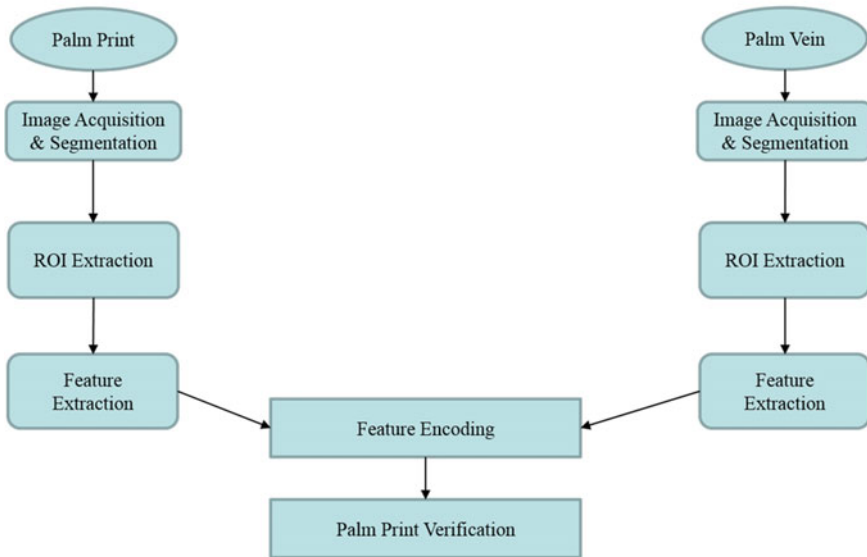 Palm Print
Palm Vein
Image Acquisition
& Segmentation
Image Acquisition
& Segmentation
ROI Extraction
ROI Extraction
Feature
Extraction
Feature
Extraction
Feature Encoding
Palm Print Verification